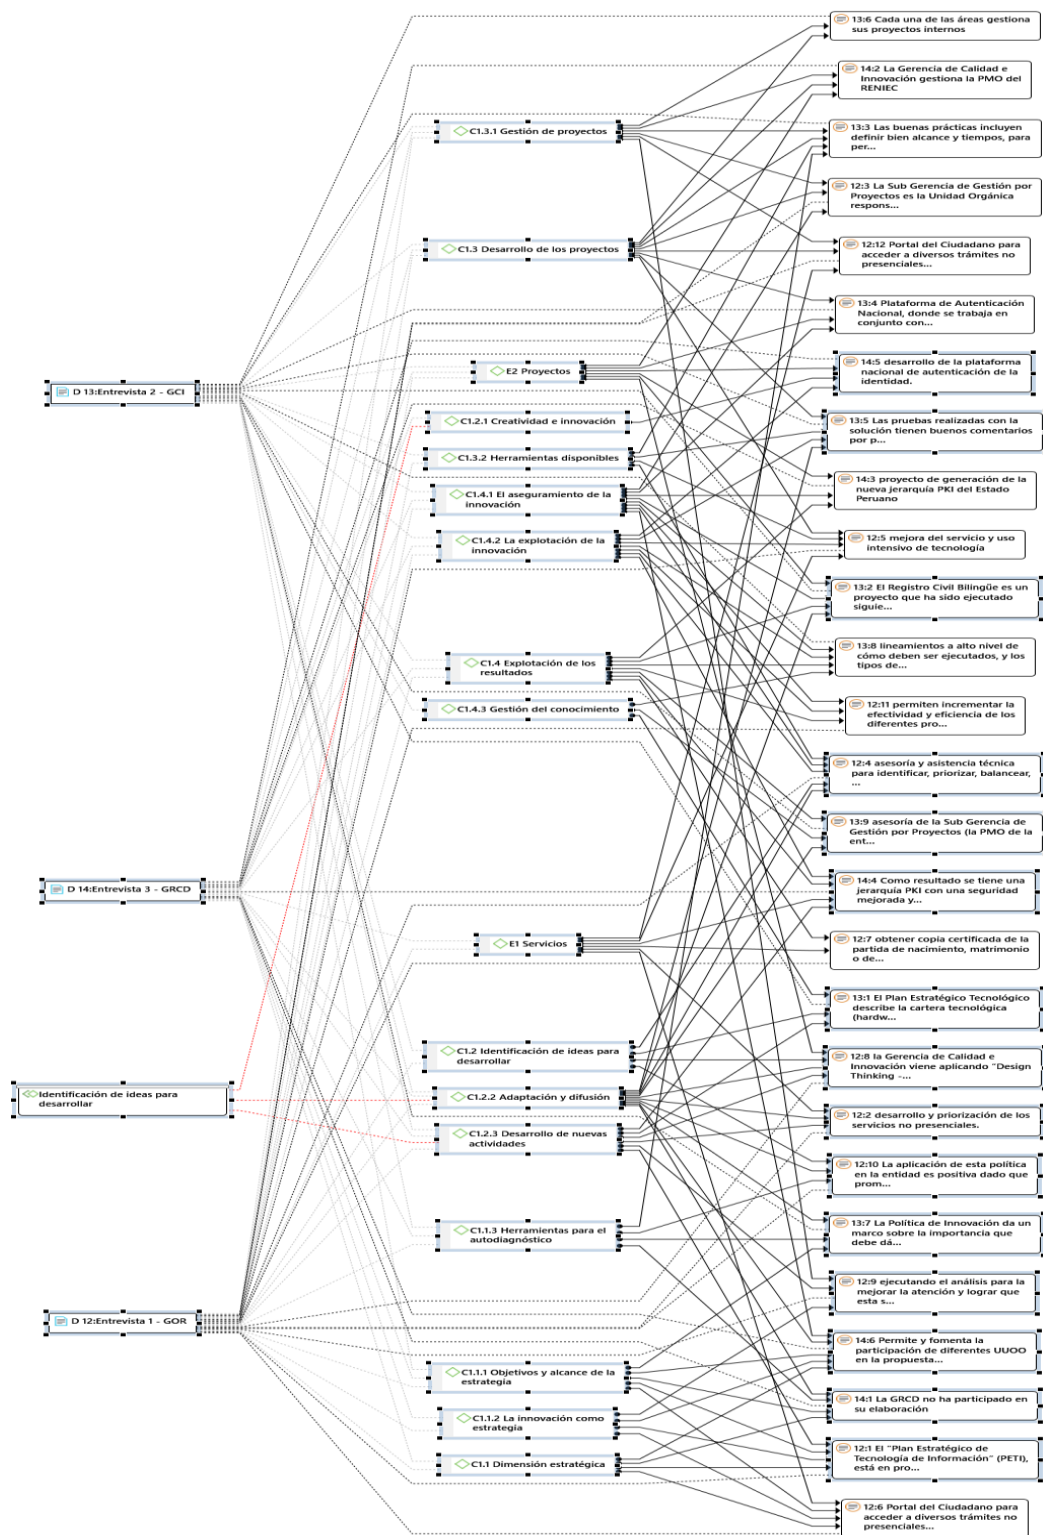 13:6 Cada una de las áreas gestiona
sus proyectos internos
14:2 La Gerencia de Calidad e
Innovación gestiona la PMO del
RENIEC
C1.3.1 Gestión de proyectos
13:3 Las buenas prácticas incluyen
definir bien alcance y tiempos, para
per...
12:3 La Sub Gerencia de Gestión por
Proyectos es la Unidad Orgánica
respons...
C1.3 Desarrollo de los proyectos
12:12 Portal del Ciudadano para
acceder a diversos trámites no
presenciales...
13:4 Plataforma de Autenticación
Nacional, donde se trabaja en
conjunto con...
E2 Proyectos
14:5 desarrollo de la plataforma
nacional de autenticación de la
identidad.
D 13:Entrevista 2 - GCI
C1.2.1 Creatividad e innovación
13:5 Las pruebas realizadas con la
solución tienen buenos comentarios
por p...
C1.3.2 Herramientas disponibles
14:3 proyecto de generación de la
nueva jerarquía PKI del Estado
Peruano
C1.4.1 El aseguramiento de la
innovación
12:5 mejora del servicio y uso
intensivo de tecnología
C1.4.2 La explotación de la
innovación
13:2 El Registro Civil Bilingüe es un
proyecto que ha sido ejecutado
siguie...
13:8 lineamientos a alto nivel de
cómo deben ser ejecutados, y los
tipos de...
C1.4 Explotación de los
resultados
C1.4.3 Gestión del conocimiento
12:11 permiten incrementar la
efectividad y eficiencia de los
diferentes pro...
12:4 asesoría y asistencia técnica
para identificar, priorizar, balancear,
...
13:9 asesoría de la Sub Gerencia de
Gestión por Proyectos (la PMO de la
ent...
D 14:Entrevista 3 - GRCD
14:4 Como resultado se tiene una
jerarquía PKI con una seguridad
mejorada y...
E1 Servicios
12:7 obtener copia certificada de la
partida de nacimiento, matrimonio
o de...
13:1 El Plan Estratégico Tecnológico
describe la cartera tecnológica
(hardw...
C1.2 Identificación de ideas para
desarrollar
12:8 la Gerencia de Calidad e
Innovación viene aplicando "Design
Thinking -...
Identificación de ideas para
desarrollar
C1.2.2 Adaptación y difusión
12:2 desarrollo y priorización de los
servicios no presenciales.
C1.2.3 Desarrollo de nuevas
actividades
12:10 La aplicación de esta política
en la entidad es positiva dado que
prom...
C1.1.3 Herramientas para el
autodiagnóstico
13:7 La Política de Innovación da un
marco sobre la importancia que
debe dá...
12:9 ejecutando el análisis para la
mejorar la atención y lograr que
esta s...
D 12:Entrevista 1 - GOR
14:6 Permite y fomenta la
participación de diferentes UUOO
en la propuesta...
C1.1.1 Objetivos y alcance de la
estrategia
14:1 La GRCD no ha participado en
su elaboración
C1.1.2 La innovación como
estrategia
12:1 El "Plan Estratégico de
Tecnología de Información" (PETI),
está en pro...
C1.1 Dimensión estratégica
12:6 Portal del Ciudadano para
acceder a diversos trámites no
presenciales...